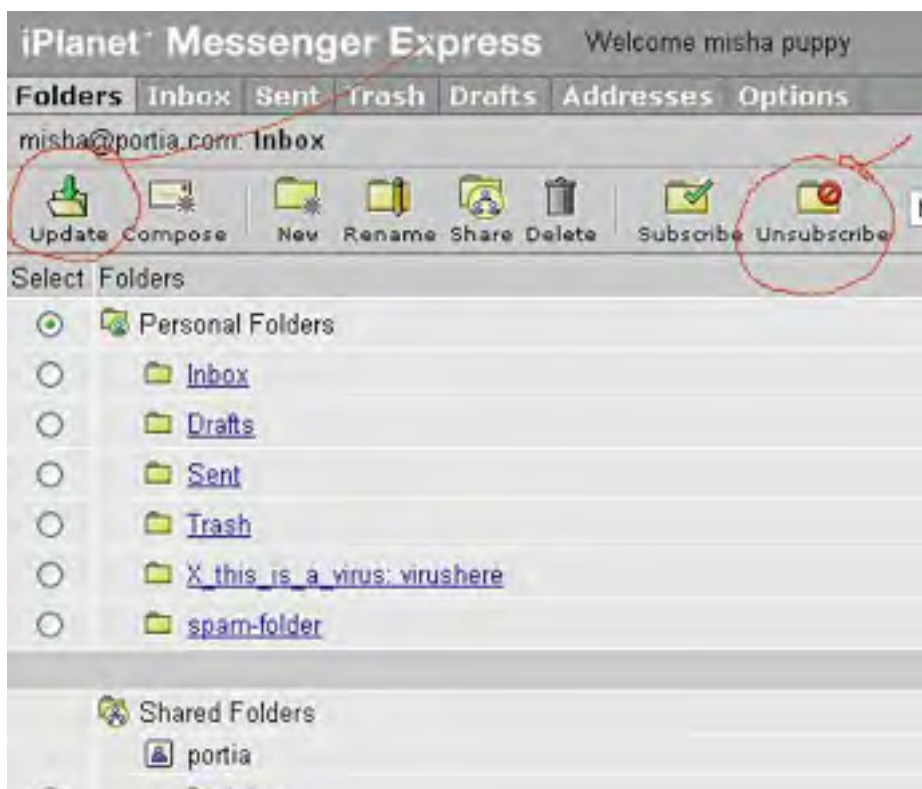 iPlanet Messenger Express Welcome misha puppy
Folders Inbox Sent Trash Drafts Addresses Options
misha@portia.com: Inbox
Update Compose New Rename Share Delete Subscribe Unsubscribe
Select Folders
Personal Folders
Inbox
Drafts
Sent
Trash
X_this_is_a_virus: virushere
spam-folder
Shared Folders
portia